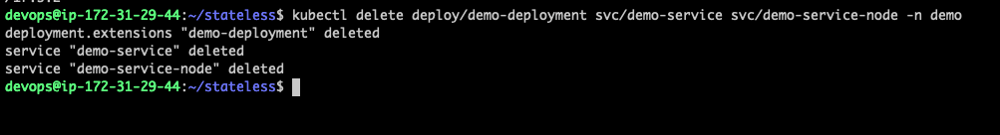 devops@ip-172-31-29-44:~/stateless$ kubectl delete deploy/demo-deployment svc/demo-service svc/demo-service-node -n demo
deployment.extensions "demo-deployment" deleted
service "demo-service" deleted
service "demo-service-node" deleted
devops@ip-172-31-29-44:~/stateless$